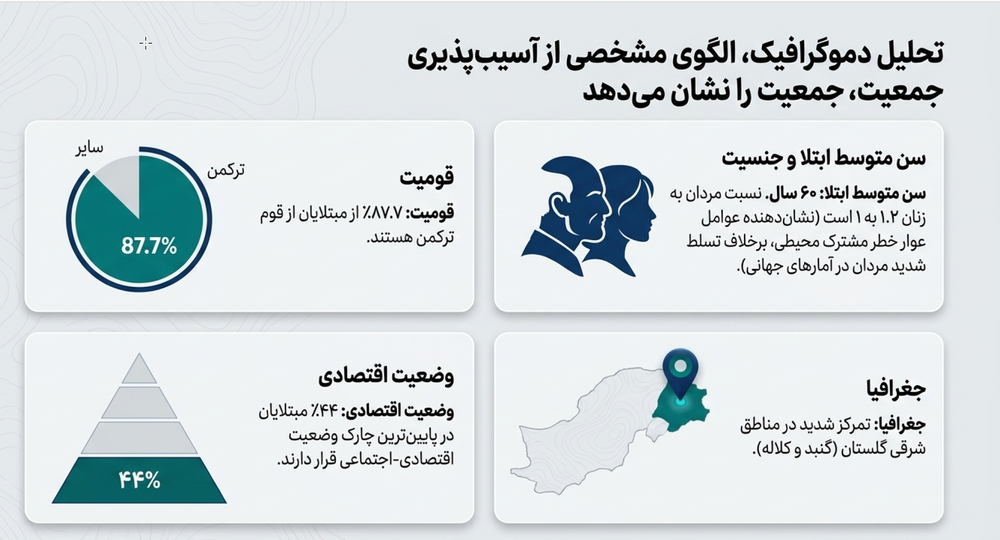 تحلیل دموگرافیک، الگوی مشخصی از آسیب‌پذیری
جمعیت، جمعیت را نشان می‌دهد
سن متوسط ابتلا و جنسیت
سن متوسط ابتلا: ۶۰ سال. نسبت مردان به
زنان ۱.۲ به ۱ است (نشان‌دهنده عوامل
عوار خطر مشترک محیطی، برخلاف تسلط
شدید مردان در آمارهای جهانی).
قومیت
قومیت: ۸۷.۷٪ از مبتلایان از قوم
ترکمن هستند.
ترکمن
سایر
87.7%
جغرافیا
جغرافیا: تمرکز شدید در مناطق
شرقی گلستان (گنبد و کلاله).
وضعیت اقتصادی
وضعیت اقتصادی: ۴۴٪ مبتلایان
در پایین‌ترین چارک وضعیت
اقتصادی-اجتماعی قرار دارند.
۴۴%